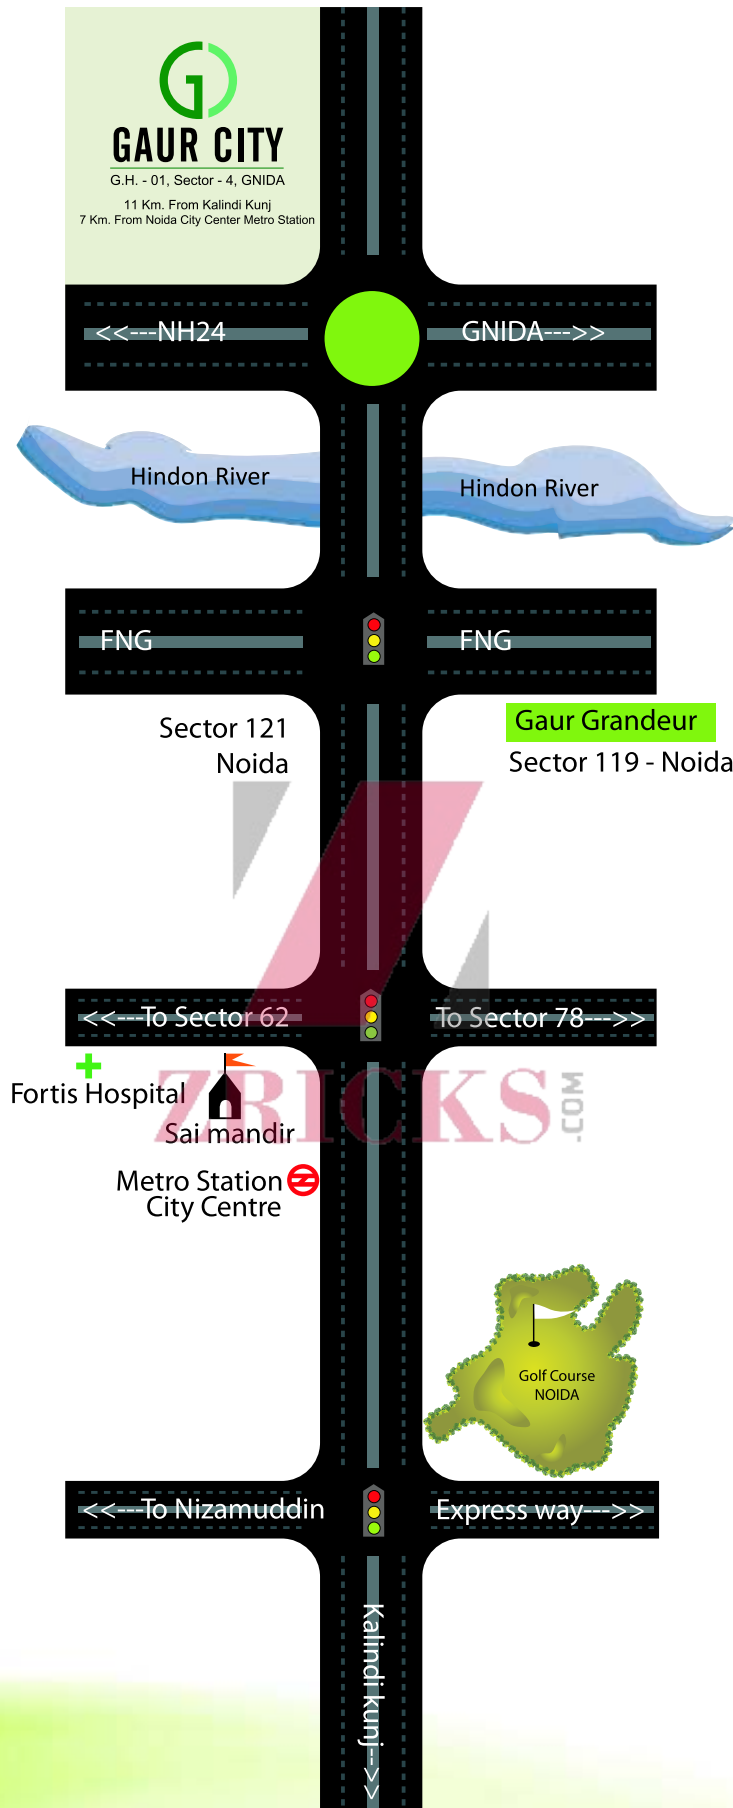 GAUR CITY
G.H. - 01, Sector - 4, GNIDA
11 Km. From Kalindi Kunj
7 Km. From Noida City Center Metro Station
<<---NH24
GNIDA--->>
Hindon River
Hindon River
FNG
FNG
Sector 121
Noida
Gaur Grandeur
Sector 119 - Noida
<<---To Sector 62
To Sector 78--->>
Fortis Hospital
Sai mandir
ZRICKS.COM
Metro Station
City Centre
Golf Course
NOIDA
<<---To Nizamuddin
Express way--->>
Kalindi kunj-->>